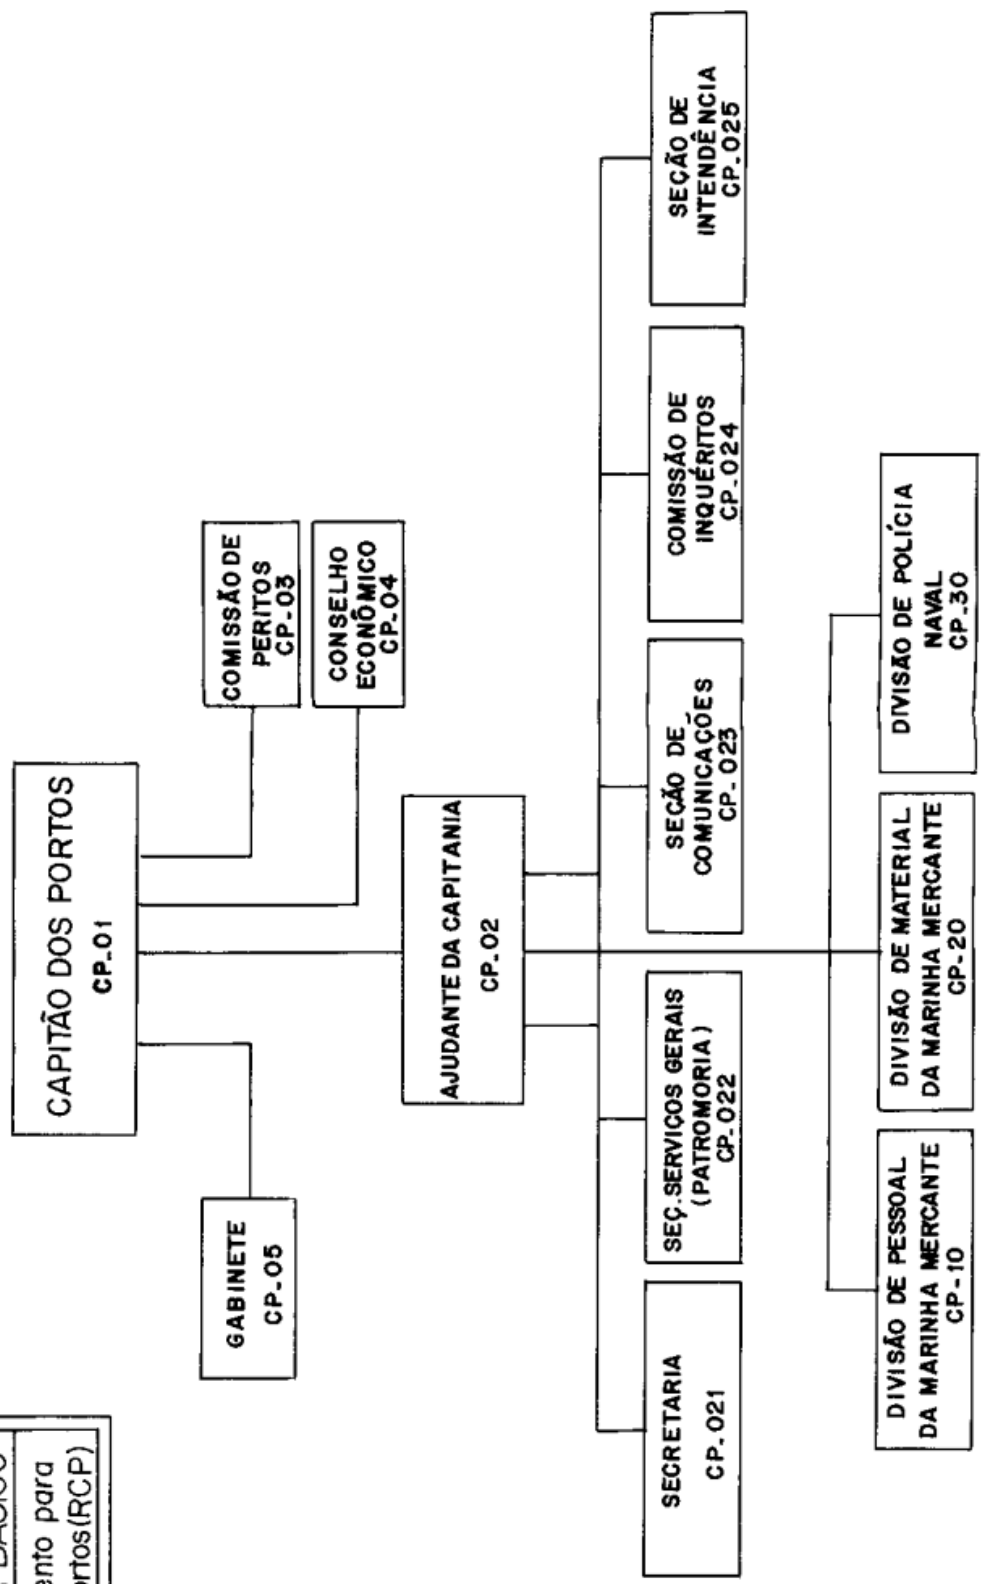 BÁSICO
para
(RCP)
CAPITÃO DOS PORTOS
CP-01
GABINETE
CP-05
COMISSÃO DE
PERITOS
CP-03
CONSELHO
ECONÔMICO
CP-04
AJUDANTE DA CAPITANIA
CP-02
SECRETARIA
CP-021
SEÇ. SERVIÇOS GERAIS
(PATROMORIA)
CP-022
SEÇÃO DE
COMUNICAÇÕES
CP-023
COMISSÃO DE
INQUÉRITOS
CP-024
SEÇÃO DE
INTENDÊNCIA
CP-025
DIVISÃO DE PESSOAL
DA MARINHA MERCANTE
CP-10
DIVISÃO DE MATERIAL
DA MARINHA MERCANTE
CP-20
DIVISÃO DE POLÍCIA
NAVAL
CP-30